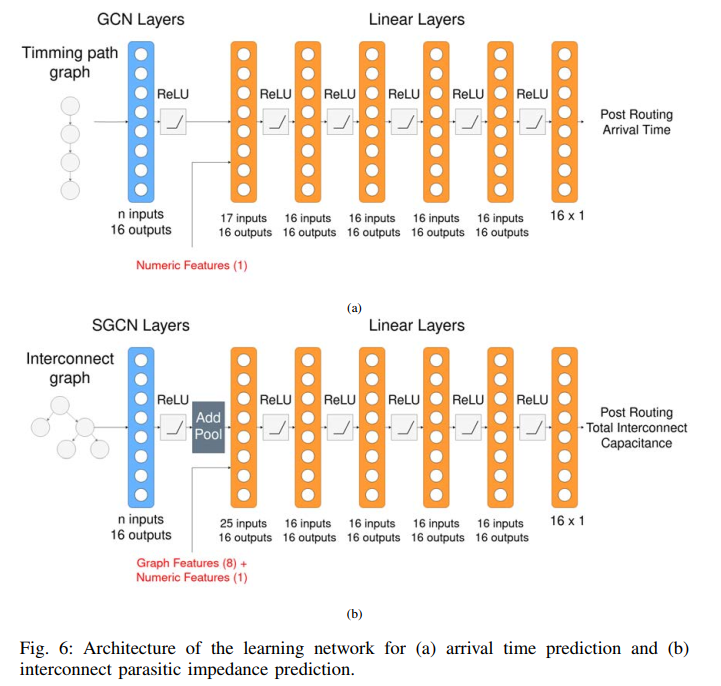 GCN Layers
Linear Layers
Timming path
graph
ReLU
ReLU
ReLU
ReLU
ReLU
ReLU
Post Routing
Arrival Time
n inputs
16 outputs
17 inputs
16 outputs
16 inputs
16 outputs
16 inputs
16 outputs
16 inputs
16 outputs
16 inputs
16 outputs
16 x 1
Numeric Features (1)
(a)
SGCN Layers
Linear Layers
Interconnect
graph
ReLU
Add
Pool
ReLU
ReLU
ReLU
ReLU
ReLU
Post Routing
Total Interconnect
Capacitance
n inputs
16 outputs
25 inputs
16 outputs
16 inputs
16 outputs
16 inputs
16 outputs
16 inputs
16 outputs
16 inputs
16 outputs
16 x 1
Graph Features (8) +
Numeric Features (1)
(b)
Fig. 6: Architecture of the learning network for (a) arrival time prediction and (b)
interconnect parasitic impedance prediction.